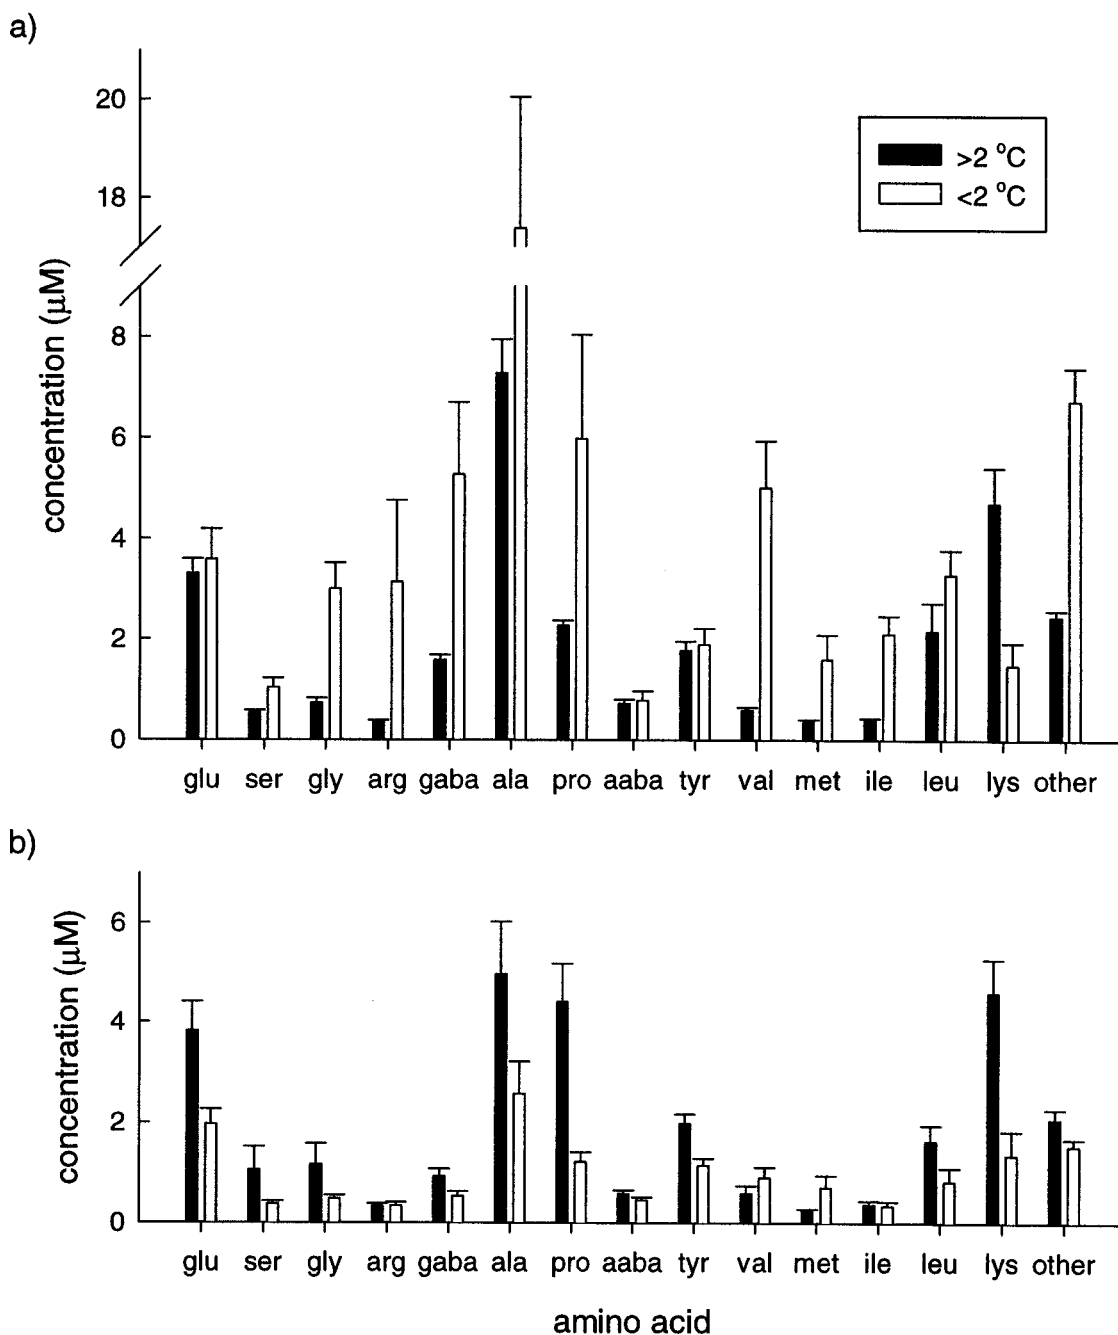 a)
20
18
8
6
4
2
0
concentration (μM)
>2 °C
<2 °C
glu ser gly arg gaba ala pro aaba tyr val met ile leu lys other
b)
6
4
2
0
concentration (μM)
glu ser gly arg gaba ala pro aaba tyr val met ile leu lys other
amino acid